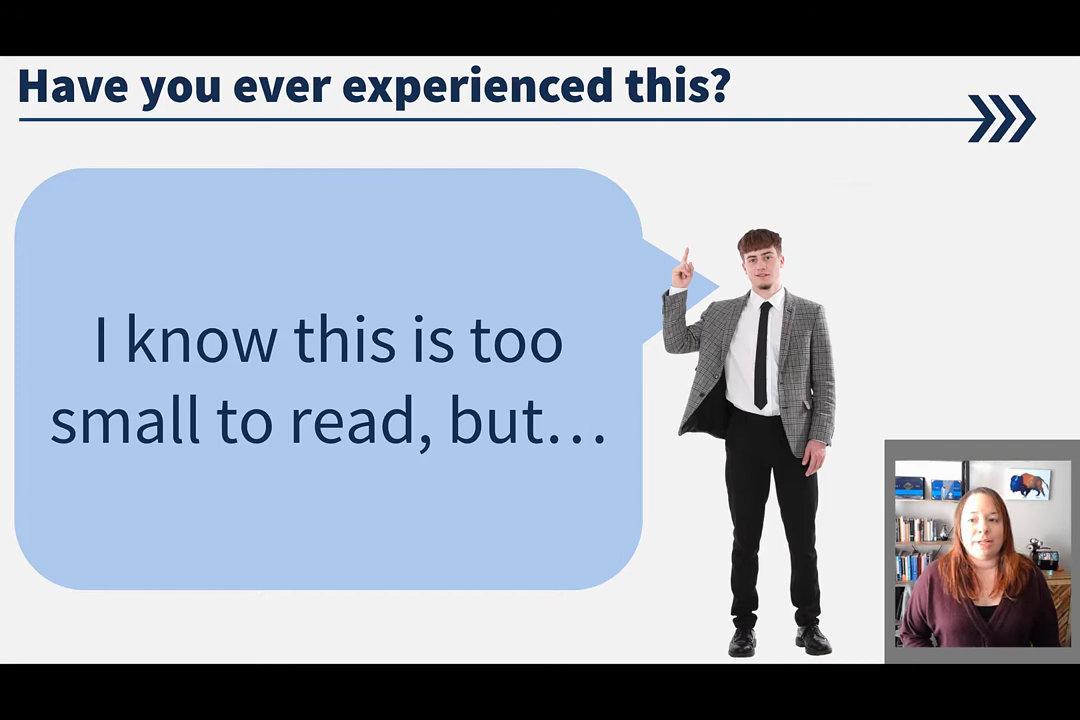 Have you ever experienced this?
I know this is too
small to read, but…